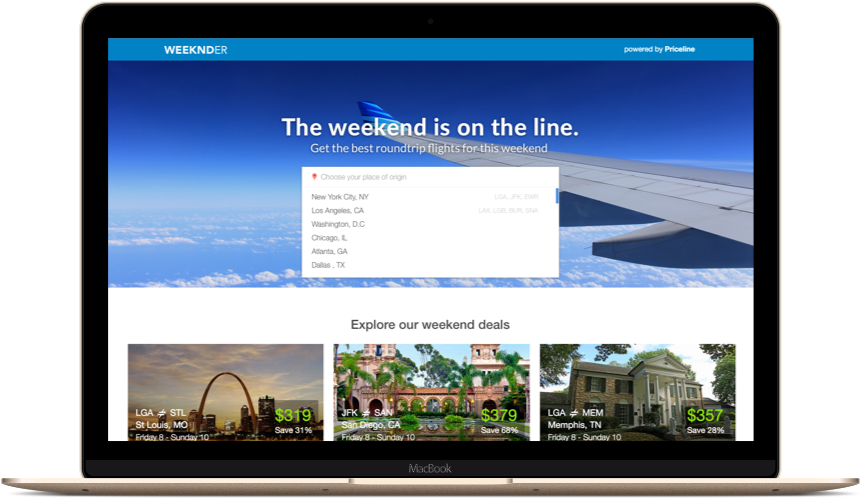 WEEKNDER
powered by Priceline
The weekend is on the line.
Get the best roundtrip flights for this weekend
Choose your place of origin
New York City, NY LGA, JFK, EWR
Los Angeles, CA LAX, LGB, BUR, SNA
Washington, D.C
Chicago, IL
Atlanta, GA
Dallas , TX
Explore our weekend deals
LGA ⇌ STL $319
St Louis, MO Save 31%
Friday 8 - Sunday 10
JFK ⇌ SAN $379
San Diego, CA Save 68%
Friday 8 - Sunday 10
LGA ⇌ MEM $357
Memphis, TN Save 28%
Friday 8 - Sunday 10
MacBook